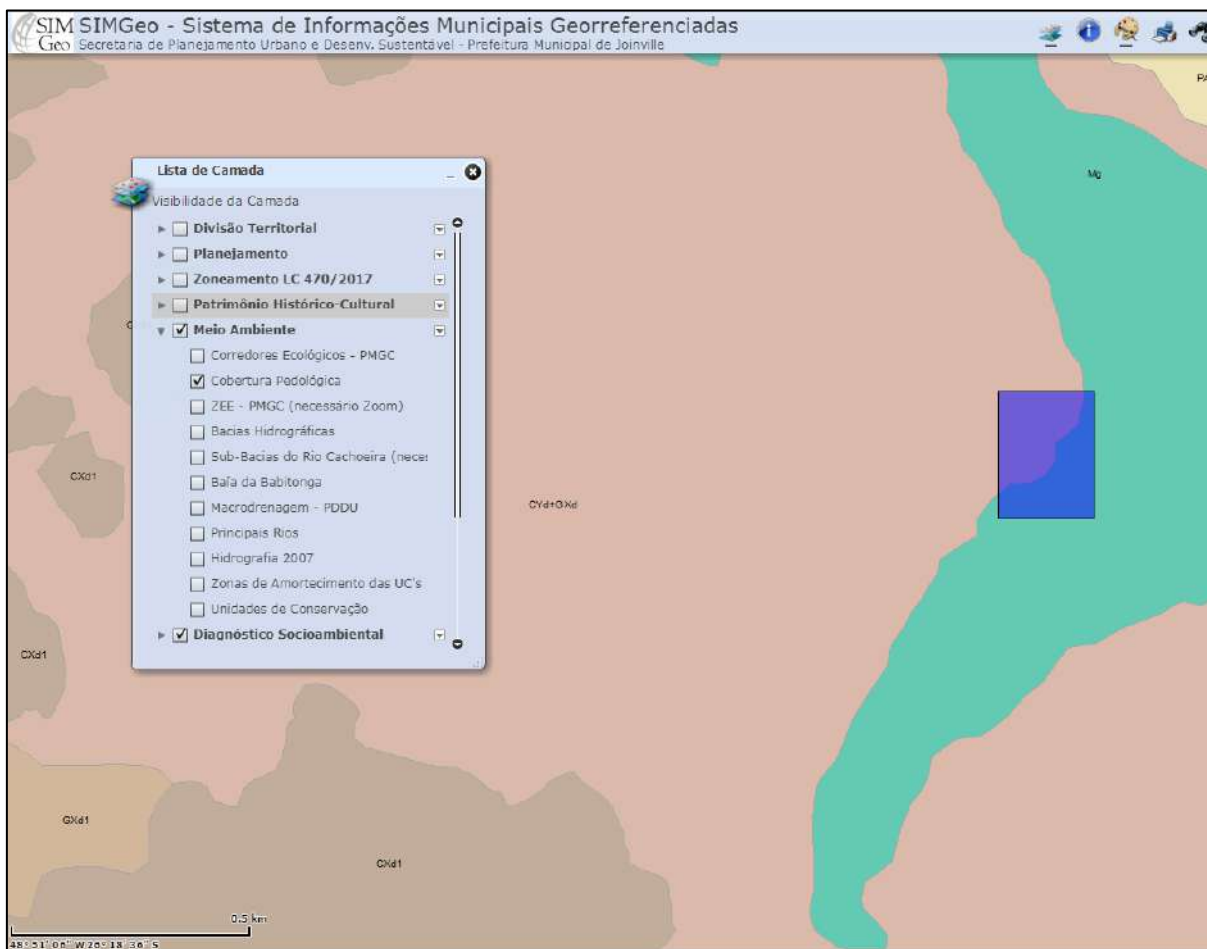 SIM
Geo
SIMGeo - Sistema de Informações Municipais Georreferenciadas
Secretaria de Planejamento Urbano e Desenv. Sustentável - Prefeitura Municipal de Joinville
Mg
Lista de Camada
Visibilidade da Camada
Divisão Territorial
Planejamento
Zoneamento LC 470/2017
Patrimônio Histórico-Cultural
Meio Ambiente
Corredores Ecológicos - PMGC
Cobertura Pedológica
ZEE - PMGC (necessário Zoom)
Bacias Hidrográficas
Sub-Bacias do Rio Cachoeira (neces
Baía da Babitonga
Macrodrenagem - PDDU
Principais Rios
Hidrografia 2007
Zonas de Amortecimento das UC's
Unidades de Conservação
Diagnóstico Socioambiental
CXd1
CYd+GXd
CXd1
GXd1
CXd1
0.5 km
48° 51' 06" W 26° 18' 36" S